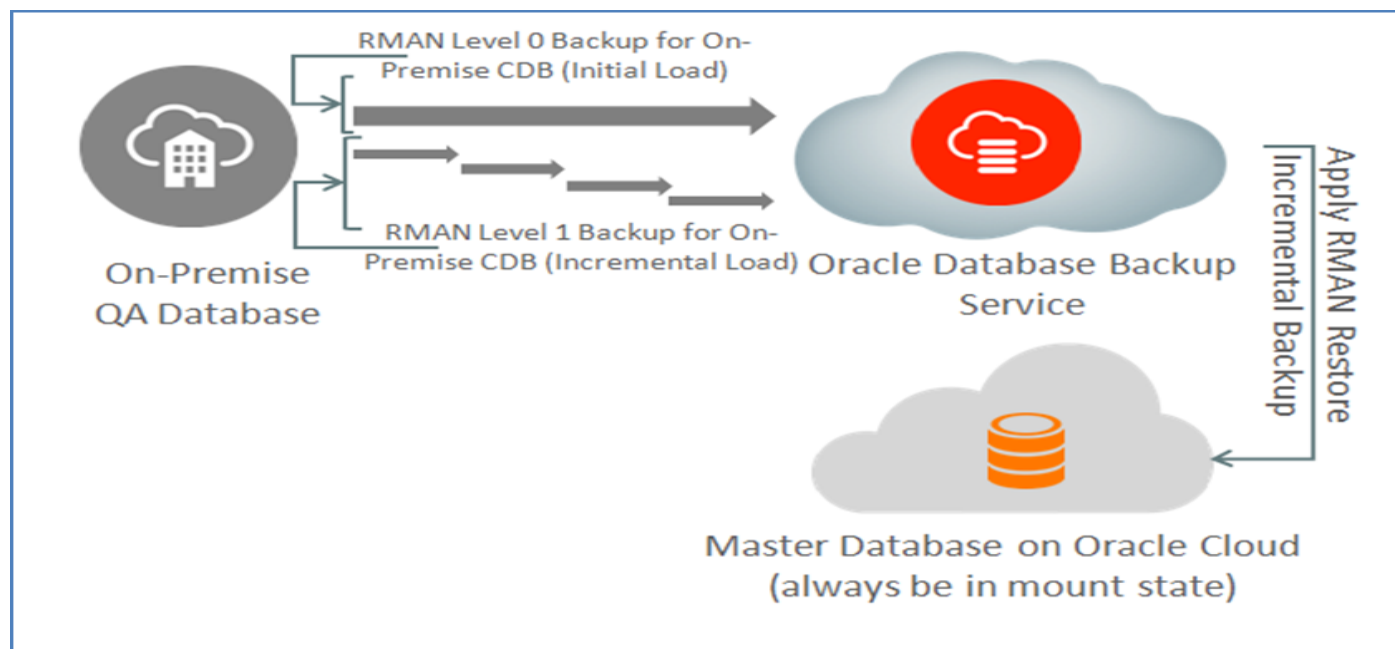 RMAN Level 0 Backup for On-
Premise CDB (Initial Load)
RMAN Level 1 Backup for On-
Premise CDB (Incremental Load)
On-Premise
QA Database
Oracle Database Backup
Service
Apply RMAN Restore
Incremental Backup
Master Database on Oracle Cloud
(always be in mount state)